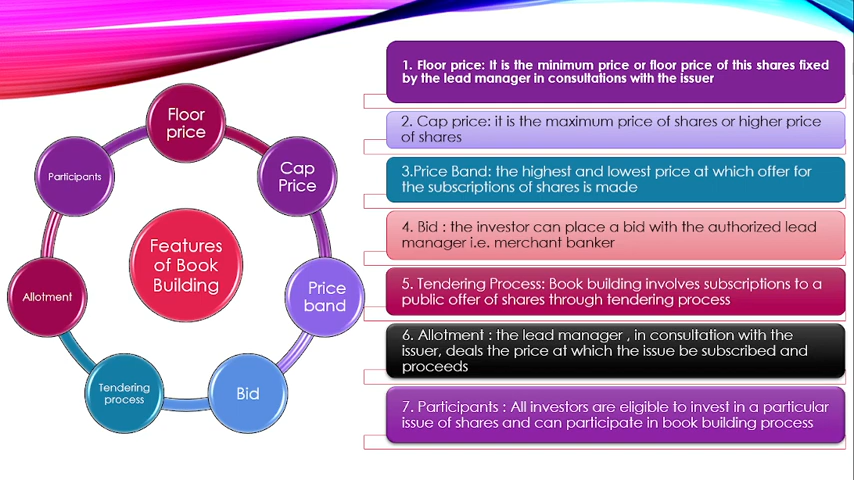 Floor
price
Cap
Price
Price
band
Bid
Tendering
process
Allotment
Participants
Features
of Book
Building
1. Floor price: It is the minimum price or floor price of this shares fixed
by the lead manager in consultations with the issuer
2. Cap price: it is the maximum price of shares or higher price
of shares
3.Price Band: the highest and lowest price at which offer for
the subscriptions of shares is made
4. Bid : the investor can place a bid with the authorized lead
manager i.e. merchant banker
5. Tendering Process: Book building involves subscriptions to a
public offer of shares through tendering process
6. Allotment : the lead manager , in consultation with the
issuer, deals the price at which the issue be subscribed and
proceeds
7. Participants : All investors are eligible to invest in a particular
issue of shares and can participate in book building process